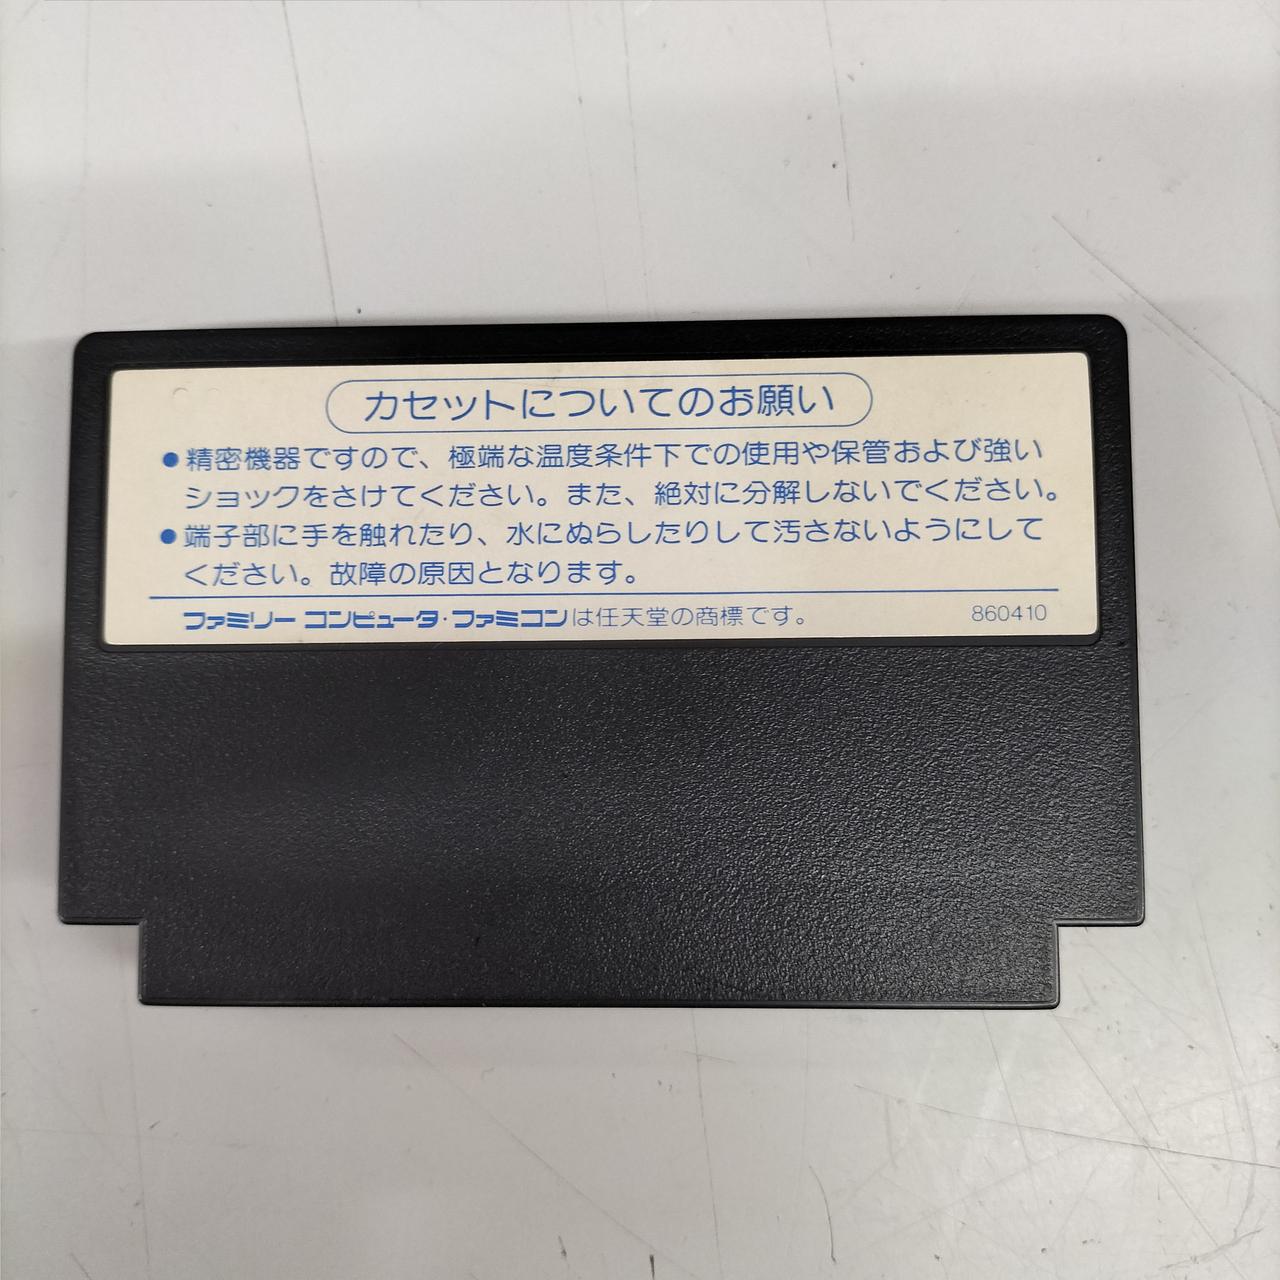 カセットについてのお願い
●精密機器ですので、極端な温度条件下での使用や保管および強い
ショックをさけてください。また、絶対に分解しないでください。
●端子部に手を触れたり、水にぬらしたりして汚さないようにして
ください。故障の原因となります。
ファミリー コンピュータ・ファミコンは任天堂の商標です。 860410